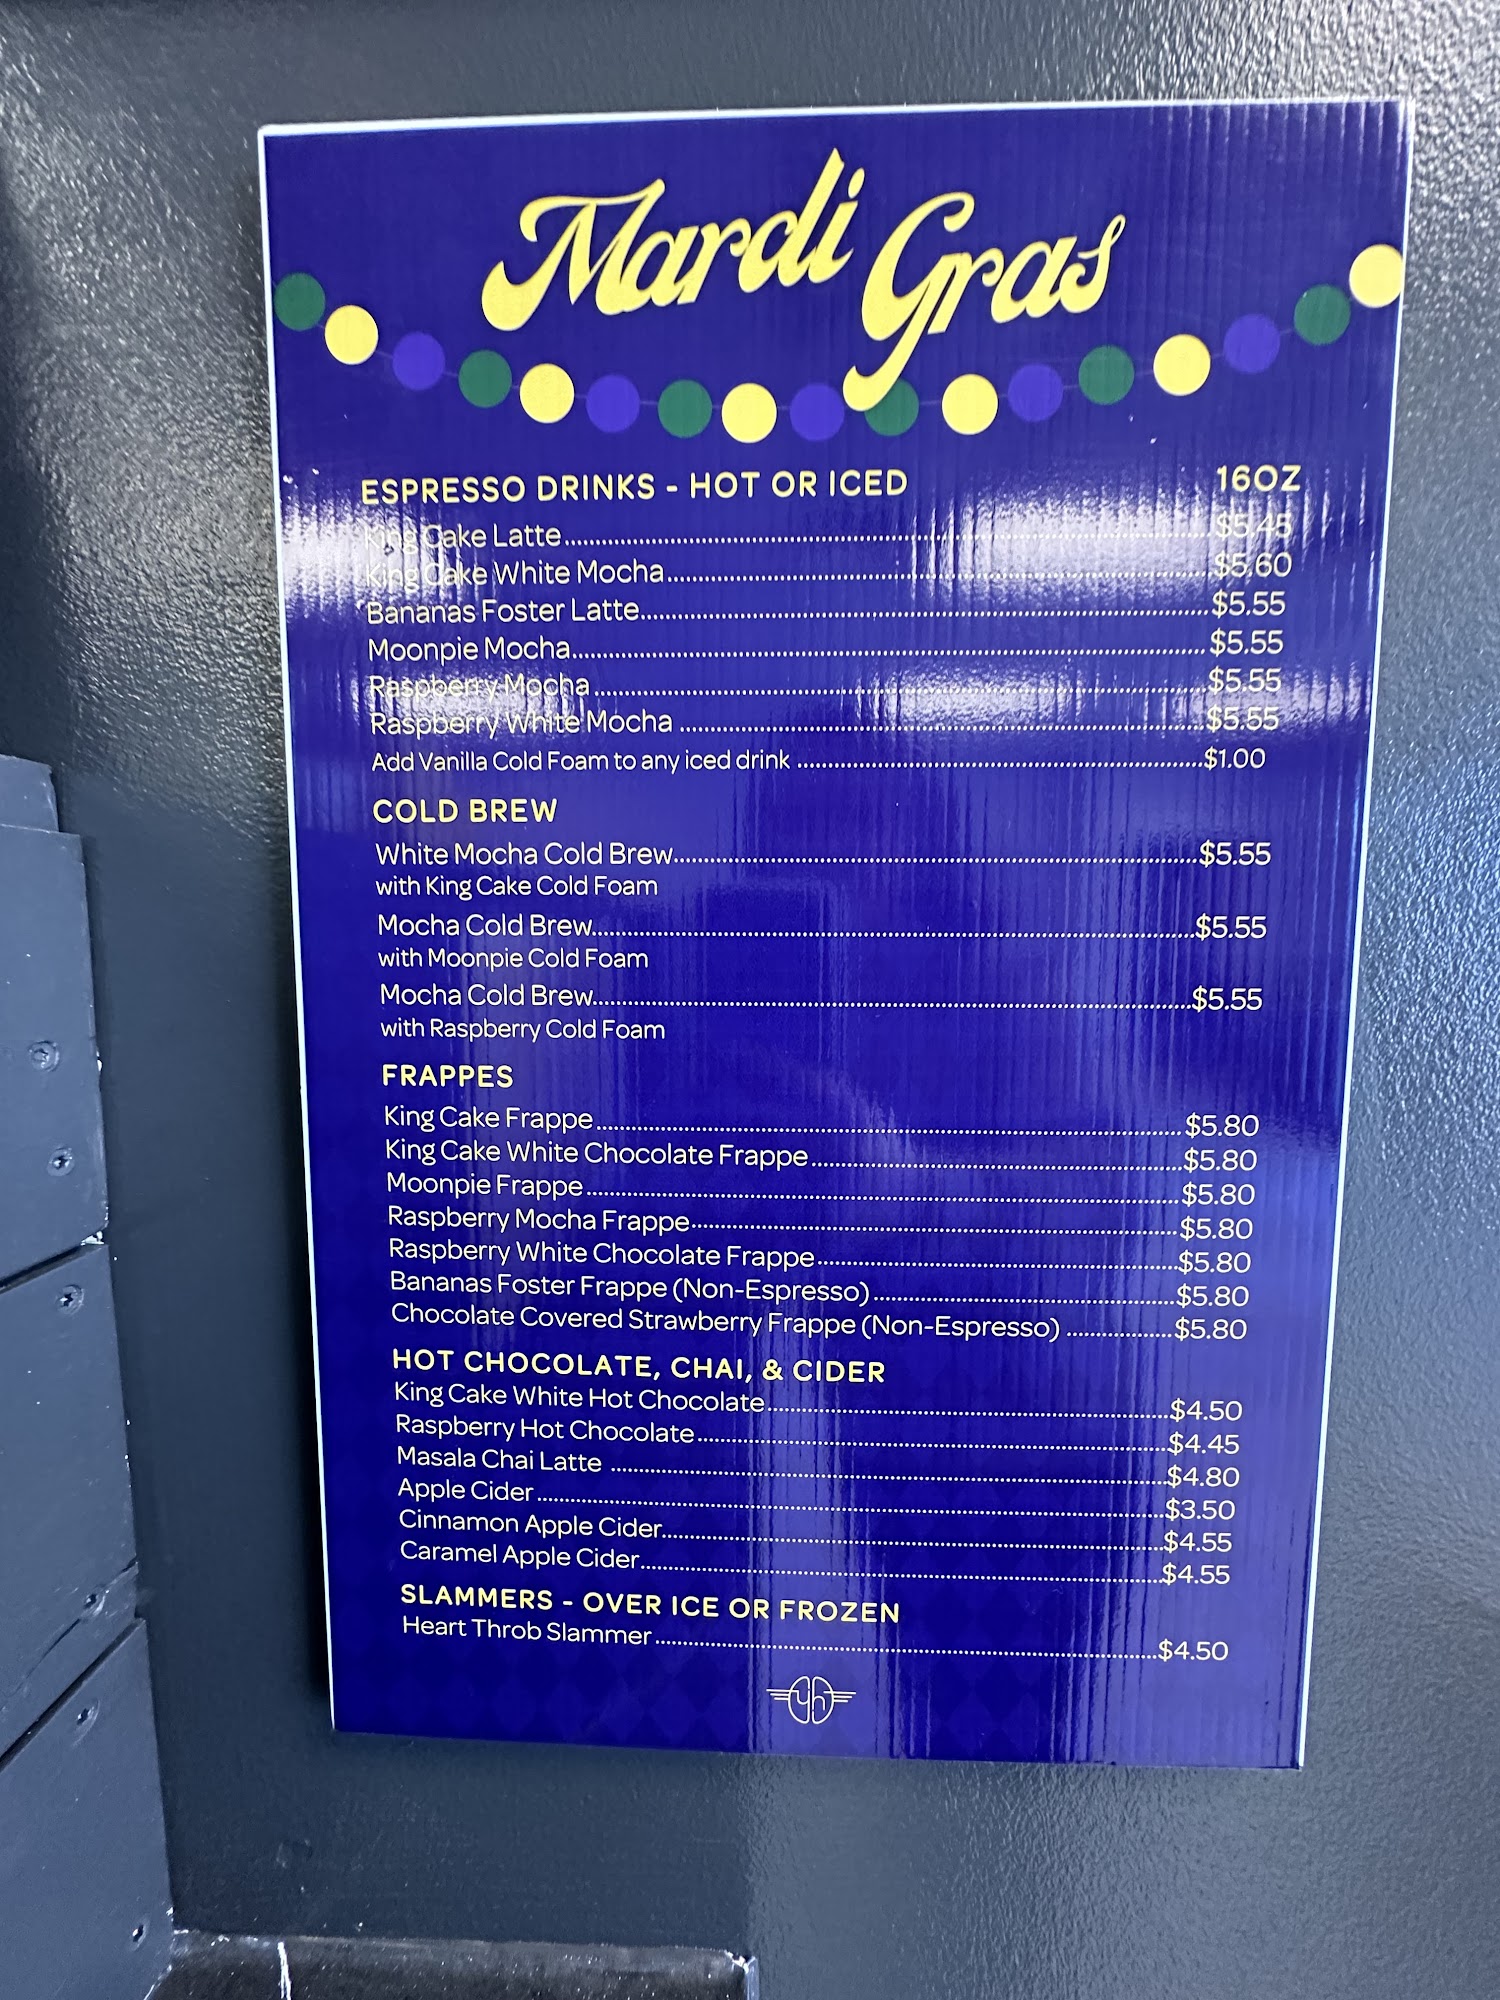 Mardi Gras
ESPRESSO DRINKS - HOT OR ICED 16OZ
King Cake Latte $5.45
King Cake White Mocha $5.60
Bananas Foster Latte $5.55
Moonpie Mocha $5.55
Raspberry Mocha $5.55
Raspberry White Mocha $5.55
Add Vanilla Cold Foam to any iced drink $1.00
COLD BREW
White Mocha Cold Brew $5.55
with King Cake Cold Foam
Mocha Cold Brew $5.55
with Moonpie Cold Foam
Mocha Cold Brew $5.55
with Raspberry Cold Foam
FRAPPES
King Cake Frappe $5.80
King Cake White Chocolate Frappe $5.80
Moonpie Frappe $5.80
Raspberry Mocha Frappe $5.80
Raspberry White Chocolate Frappe $5.80
Bananas Foster Frappe (Non-Espresso) $5.80
Chocolate Covered Strawberry Frappe (Non-Espresso) $5.80
HOT CHOCOLATE, CHAI, & CIDER
King Cake White Hot Chocolate $4.50
Raspberry Hot Chocolate $4.45
Masala Chai Latte $4.80
Apple Cider $3.50
Cinnamon Apple Cider $4.55
Caramel Apple Cider $4.55
SLAMMERS - OVER ICE OR FROZEN
Heart Throb Slammer $4.50
yh